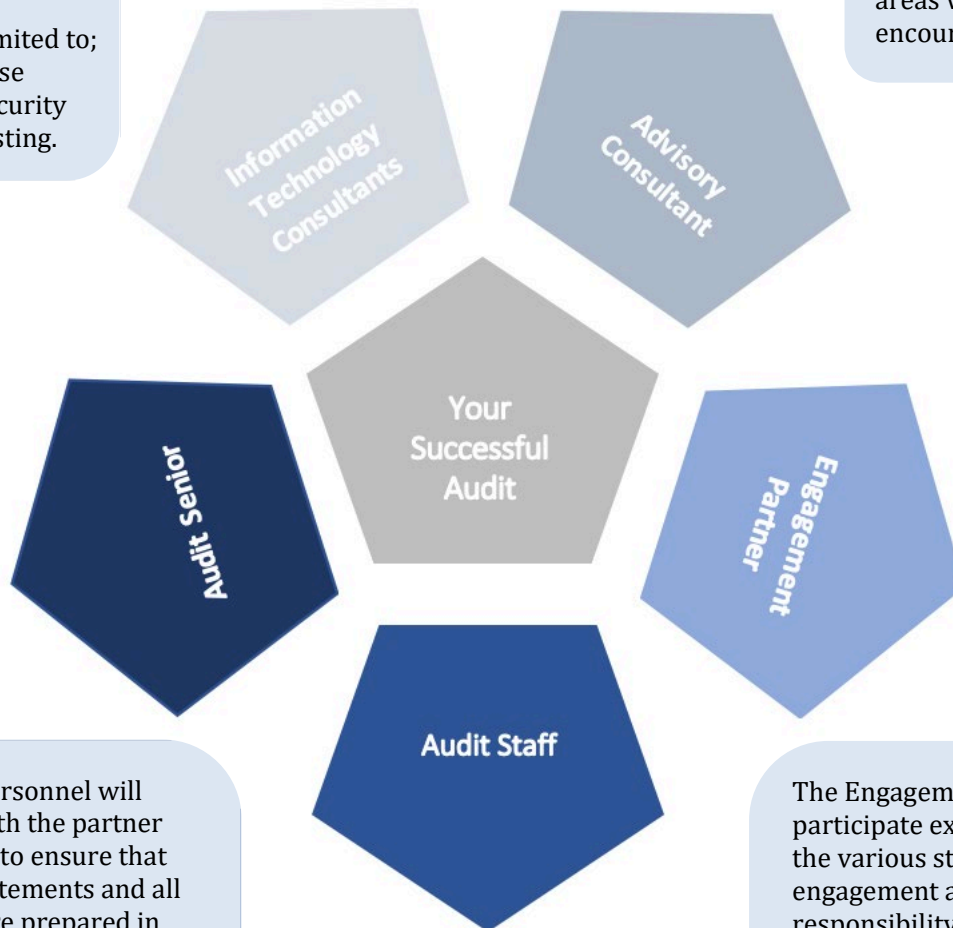 mited to;
se
curity
sting.
areas w
encour
Information
Technology
Consultants
Advisory
Consultant
Your
Successful
Audit
Audit Senior
Engagement
Partner
Audit Staff
rsonnel will
th the partner
to ensure that
tements and all
e prepared in
The Engagem
participate ex
the various st
engagement a
responsibility